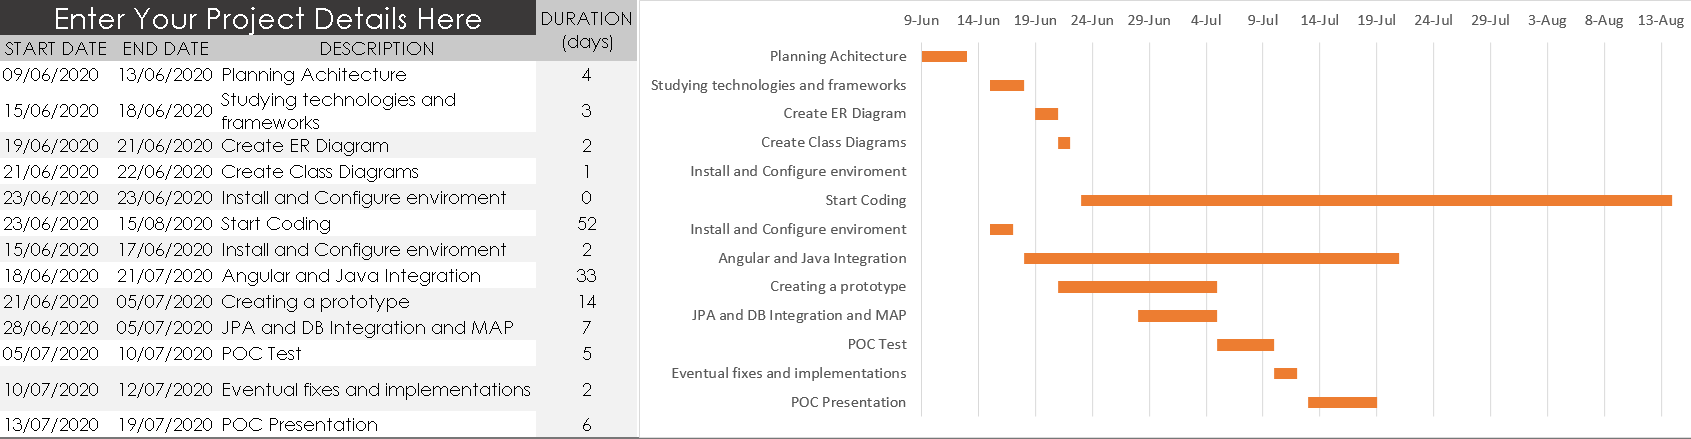 Enter Your Project Details Here
DURATION
(days)
START DATE END DATE DESCRIPTION
09/06/2020 13/06/2020 Planning Achitecture 4
15/06/2020 18/06/2020 Studying technologies and
frameworks 3
19/06/2020 21/06/2020 Create ER Diagram 2
21/06/2020 22/06/2020 Create Class Diagrams 1
23/06/2020 23/06/2020 Install and Configure enviroment 0
23/06/2020 15/08/2020 Start Coding 52
15/06/2020 17/06/2020 Install and Configure enviroment 2
18/06/2020 21/07/2020 Angular and Java Integration 33
21/06/2020 05/07/2020 Creating a prototype 14
28/06/2020 05/07/2020 JPA and DB Integration and MAP 7
05/07/2020 10/07/2020 POC Test 5
10/07/2020 12/07/2020 Eventual fixes and implementations 2
13/07/2020 19/07/2020 POC Presentation 6
9-Jun 14-Jun 19-Jun 24-Jun 29-Jun 4-Jul 9-Jul 14-Jul 19-Jul 24-Jul 29-Jul 3-Aug 8-Aug 13-Aug
Planning Achitecture
Studying technologies and frameworks
Create ER Diagram
Create Class Diagrams
Install and Configure enviroment
Start Coding
Install and Configure enviroment
Angular and Java Integration
Creating a prototype
JPA and DB Integration and MAP
POC Test
Eventual fixes and implementations
POC Presentation